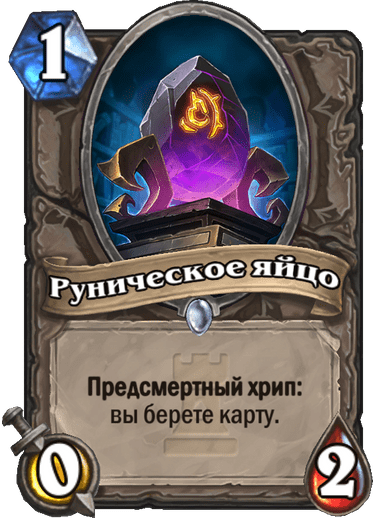 1
Руническое яйцо
Предсмертный хрип:
вы берете карту.
0
2